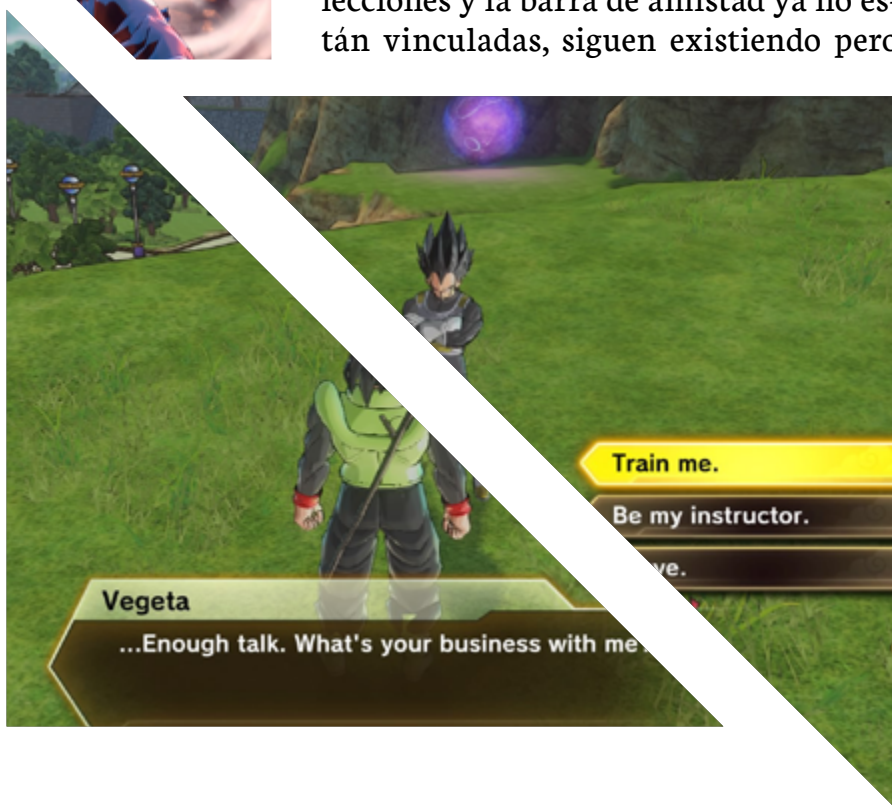 lecciones y la barra de amistad ya no es-
tán vinculadas, siguen existiendo pero
Train me.
Be my instructor.
Vegeta
...Enough talk. What's your business with me